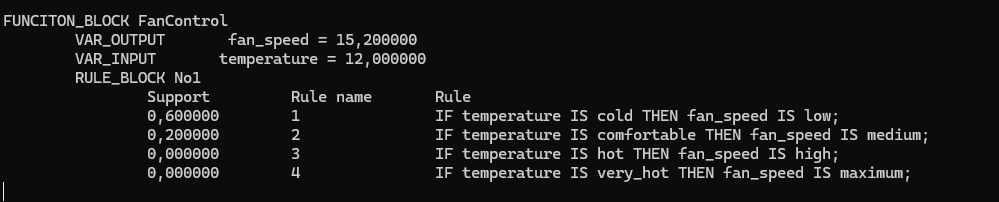 FUNCITON_BLOCK FanControl
VAR_OUTPUT fan_speed = 15,200000
VAR_INPUT temperature = 12,000000
RULE_BLOCK No1
Support Rule name Rule
0,600000 1 IF temperature IS cold THEN fan_speed IS low;
0,200000 2 IF temperature IS comfortable THEN fan_speed IS medium;
0,000000 3 IF temperature IS hot THEN fan_speed IS high;
0,000000 4 IF temperature IS very_hot THEN fan_speed IS maximum;